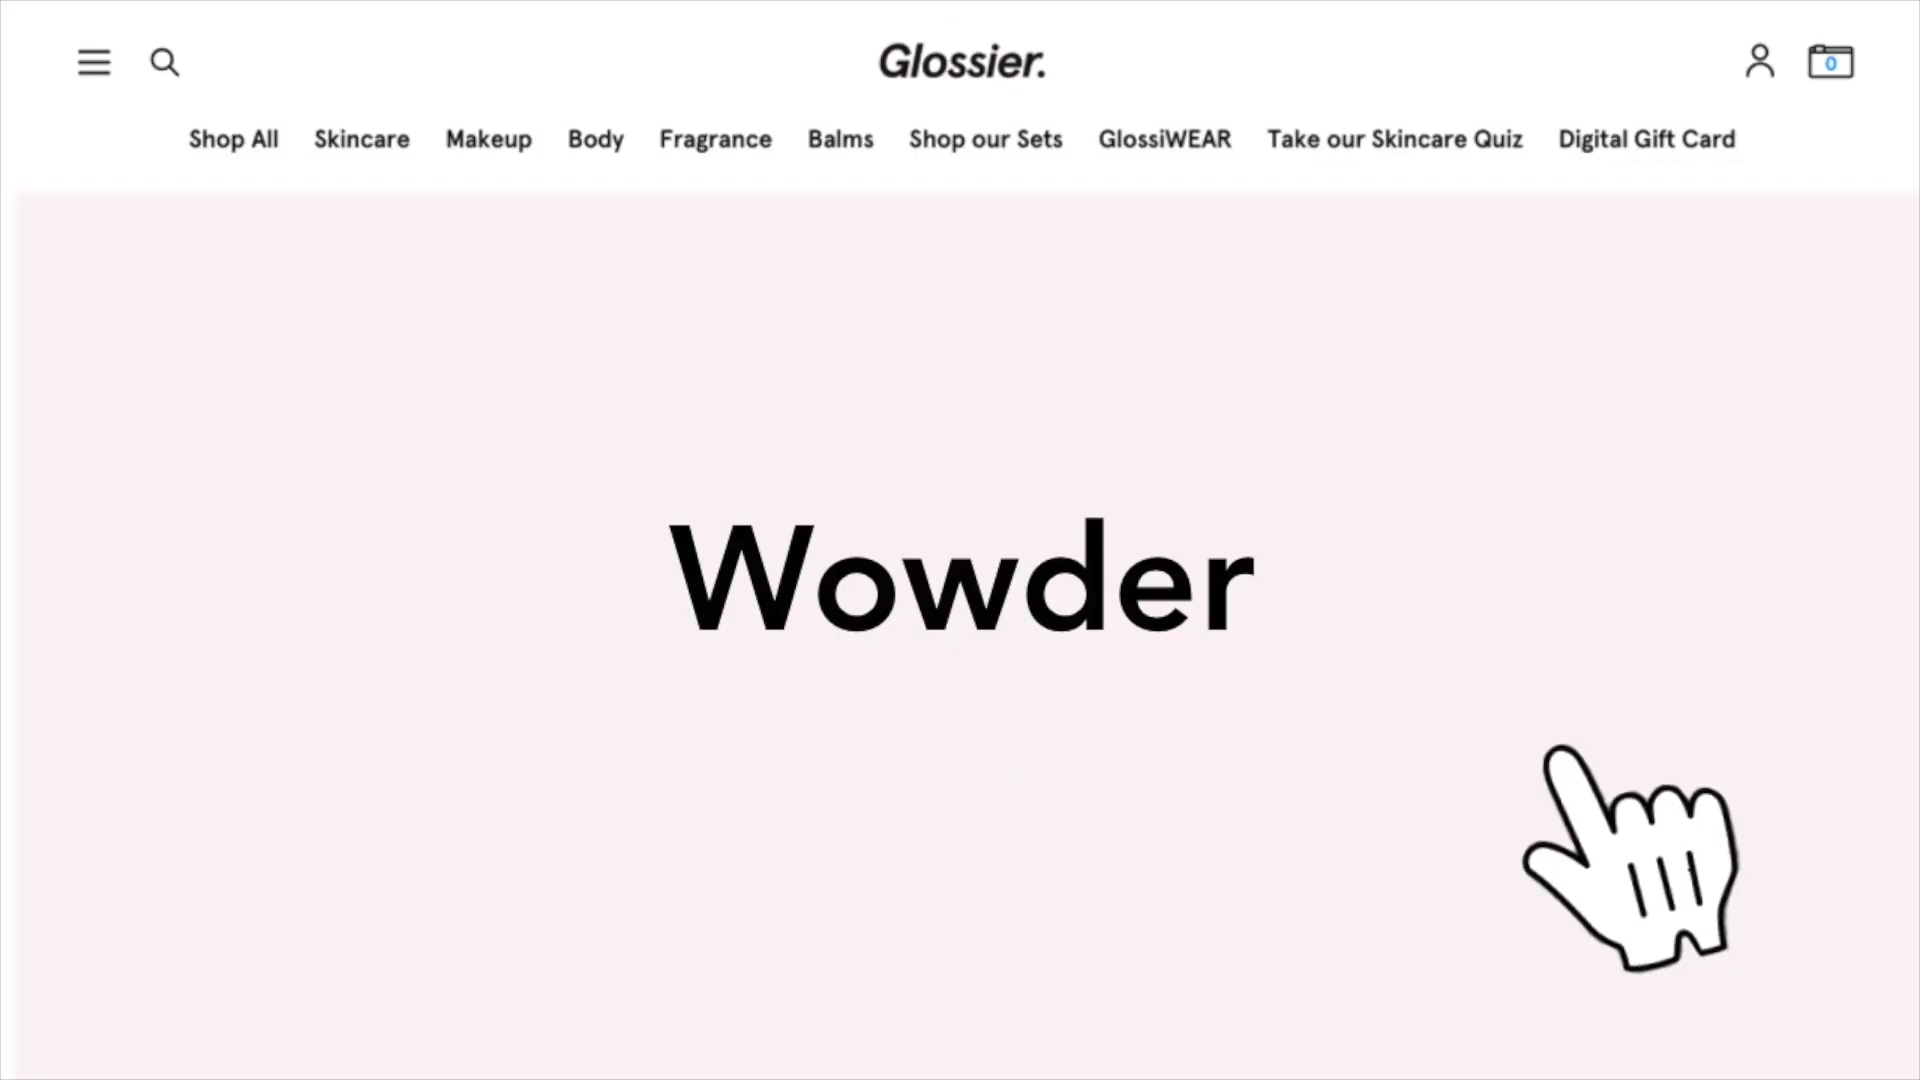 Glossier.
0
Shop All Skincare Makeup Body Fragrance Balms Shop our Sets GlossiWEAR Take our Skincare Quiz Digital Gift Card
Wowder